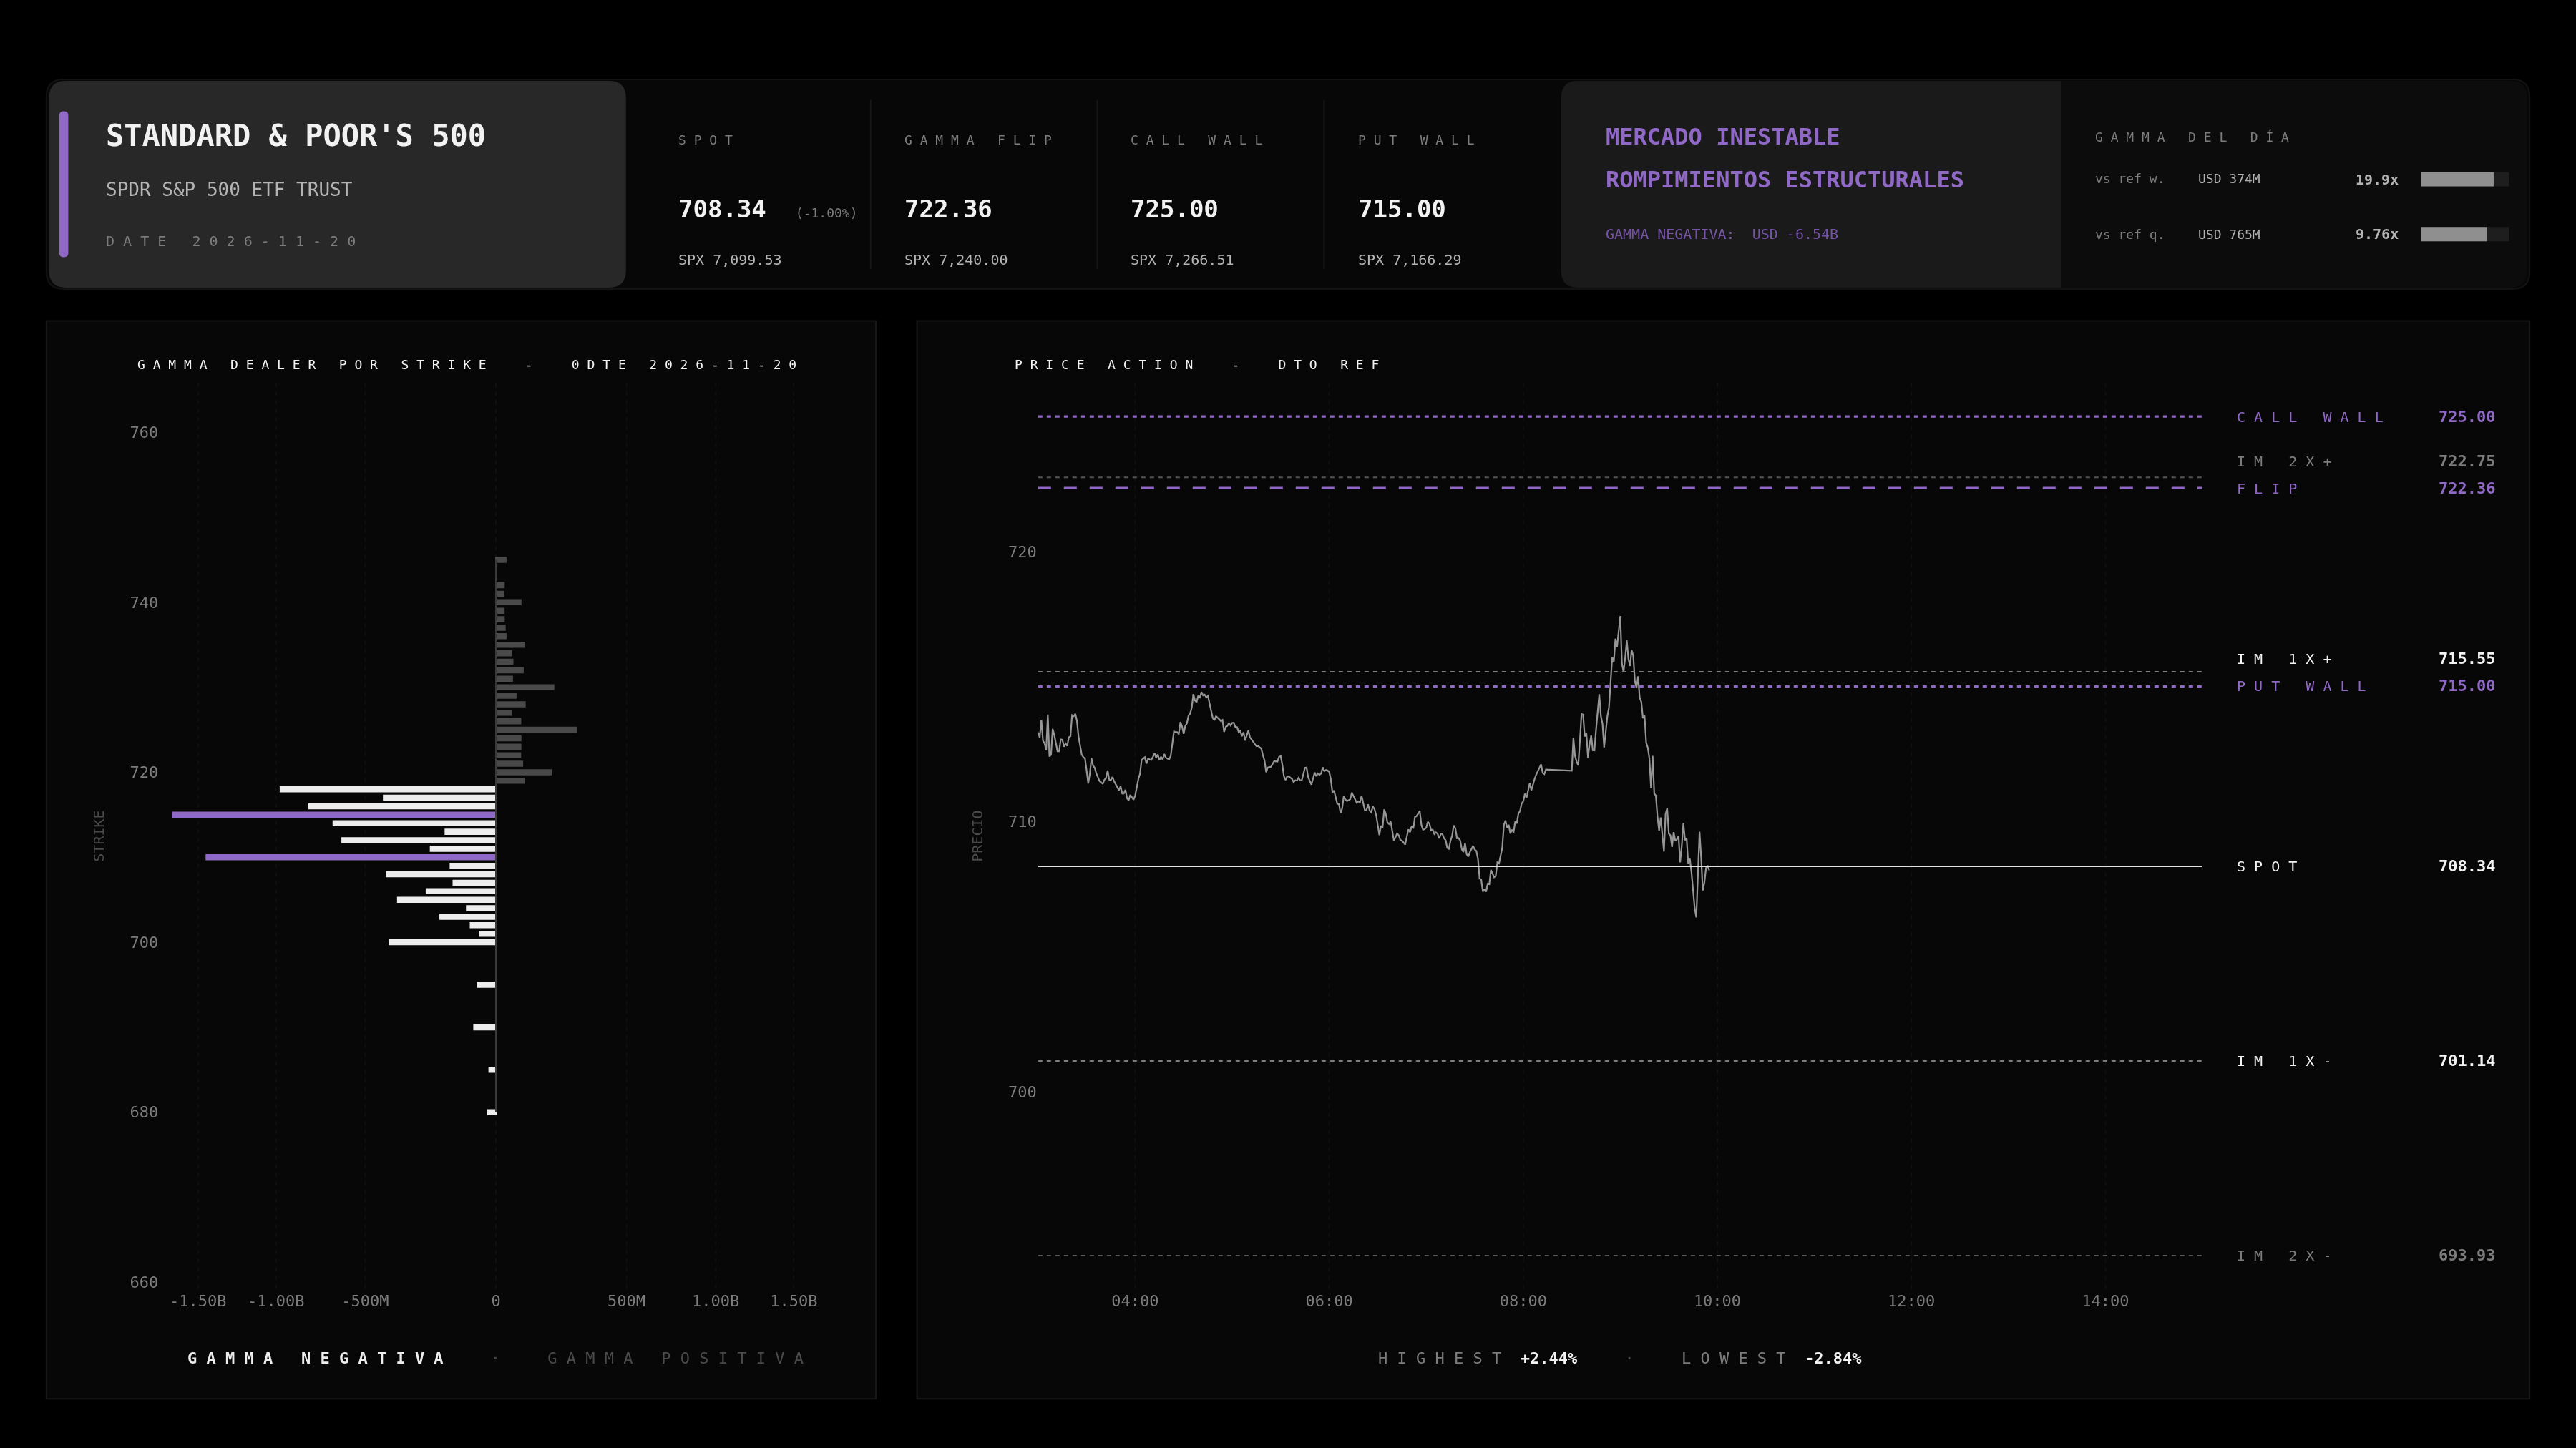 STANDARD & POOR'S 500
SPDR S&P 500 ETF TRUST
DATE 2026-11-20
SPOT
708.34 (-1.00%)
SPX 7,099.53
GAMMA FLIP
722.36
SPX 7,240.00
CALL WALL
725.00
SPX 7,266.51
PUT WALL
715.00
SPX 7,166.29
MERCADO INESTABLE
ROMPIMIENTOS ESTRUCTURALES
GAMMA NEGATIVA: USD -6.54B
GAMMA DEL DÍA
vs ref w. USD 374M 19.9x
vs ref q. USD 765M 9.76x
GAMMA DEALER POR STRIKE - 0DTE 2026-11-20
760
740
720
700
680
660
STRIKE
-1.50B -1.00B -500M 0 500M 1.00B 1.50B
GAMMA NEGATIVA · GAMMA POSITIVA
PRICE ACTION - DTO REF
720
710
700
PRECIO
CALL WALL 725.00
IM 2X+ 722.75
FLIP 722.36
IM 1X+ 715.55
PUT WALL 715.00
SPOT 708.34
IM 1X- 701.14
IM 2X- 693.93
04:00 06:00 08:00 10:00 12:00 14:00
HIGHEST +2.44% · LOWEST -2.84%